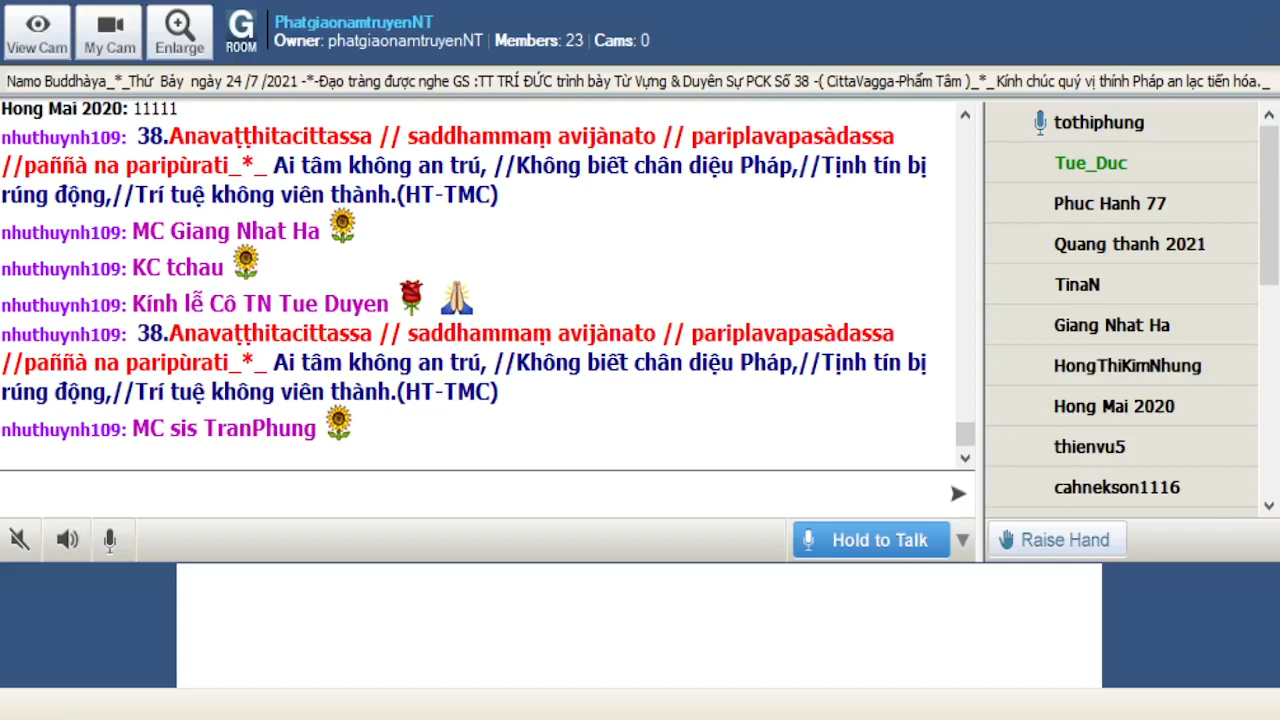 View Cam
My Cam
Enlarge
G
ROOM
PhatgiaonamtruyenNT
Owner: phatgiaonamtruyenNT | Members: 23 | Cams: 0
Namo Buddhàya_*_Thứ Bảy ngày 24 /7 /2021 -*-Đạo tràng được nghe GS :TT TRÍ ĐỨC trình bày Từ Vựng & Duyên Sự PCK Số 38 -( CittaVagga-Phẩm Tâm )_*_Kính chúc quý vị thính Pháp an lạc tiến hóa._
Hong Mai 2020: 11111
nhuthuynh109: 38.Anavaṭṭhitacittassa // saddhammaṃ avijànato // pariplavapasàdassa
//paññà na paripùrati_*_ Ai tâm không an trú, //Không biết chân diệu Pháp,//Tịnh tín bị
rúng động,//Trí tuệ không viên thành.(HT-TMC)
nhuthuynh109: MC Giang Nhat Ha
nhuthuynh109: KC tchau
nhuthuynh109: Kính lễ Cô TN Tue Duyen
nhuthuynh109: 38.Anavaṭṭhitacittassa // saddhammaṃ avijànato // pariplavapasàdassa
//paññà na paripùrati_*_ Ai tâm không an trú, //Không biết chân diệu Pháp,//Tịnh tín bị
rúng động,//Trí tuệ không viên thành.(HT-TMC)
nhuthuynh109: MC sis TranPhung
Hold to Talk
tothiphung
Tue_Duc
Phuc Hanh 77
Quang thanh 2021
TinaN
Giang Nhat Ha
HongThiKimNhung
Hong Mai 2020
thienvu5
cahnekson1116
Raise Hand